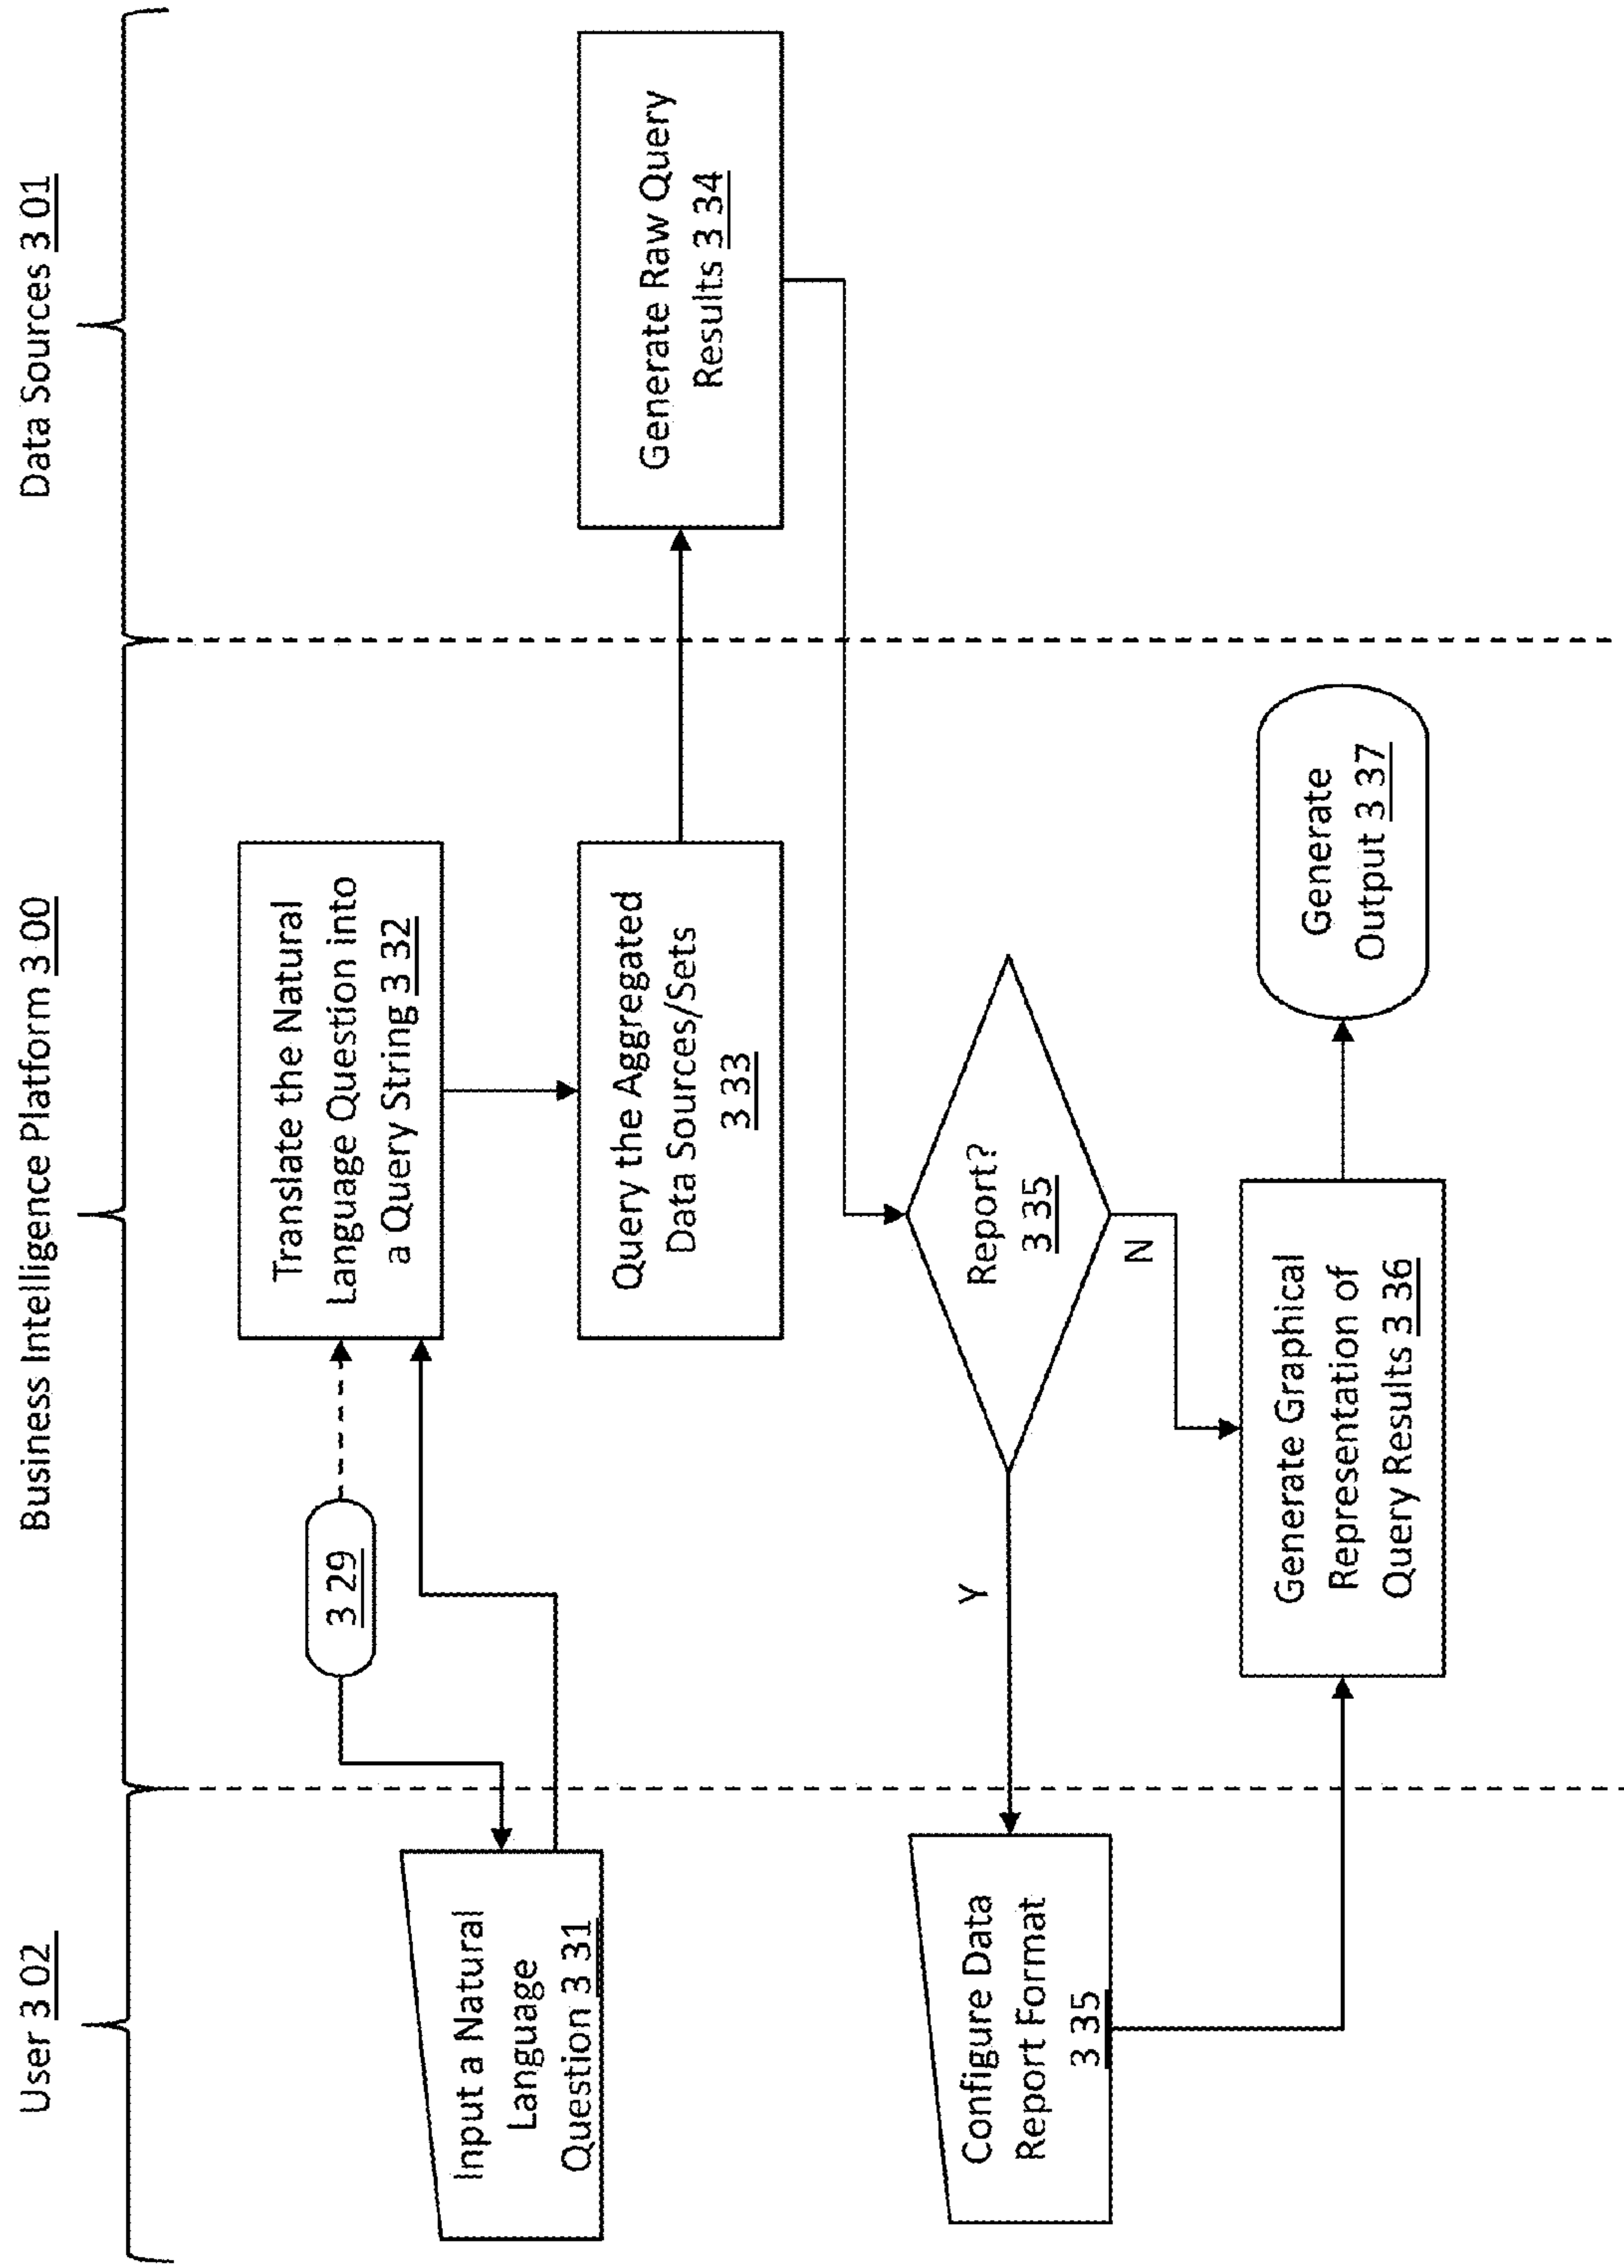 User 3 02
Business Intelligence Platform 3 00
Data Sources 3 01
3 29
Translate the Natural
Language Question into
a Query String 3 32
Input a Natural
Language
Question 3 31
Query the Aggregated
Data Sources/Sets
3 33
Generate Raw Query
Results 3 34
Report?
3 35
Y
N
Configure Data
Report Format
3 35
Generate Graphical
Representation of
Query Results 3 36
Generate
Output 3 37